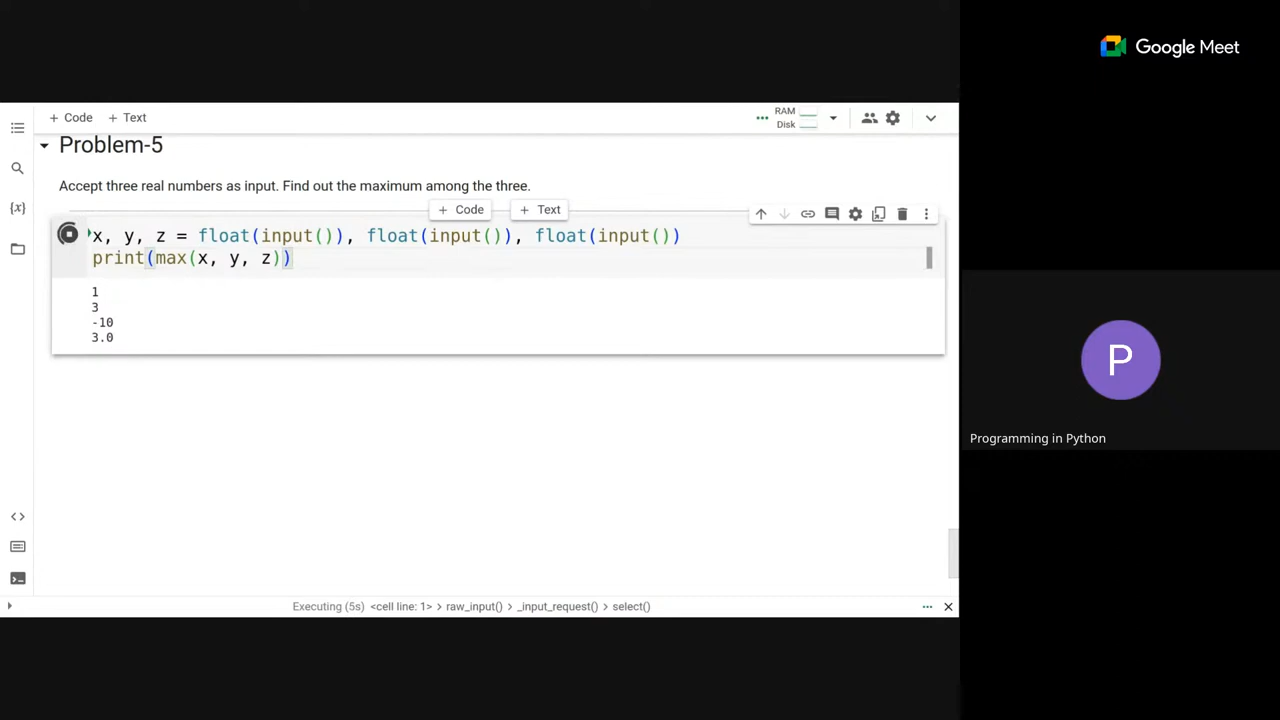 Google Meet
+ Code + Text
RAM
Disk
Problem-5
Accept three real numbers as input. Find out the maximum among the three.
+ Code + Text
x, y, z = float(input()), float(input()), float(input())
print(max(x, y, z))
1
3
-10
3.0
{x}
P
Programming in Python
Executing (5s) <cell line: 1> > raw_input() > _input_request() > select()